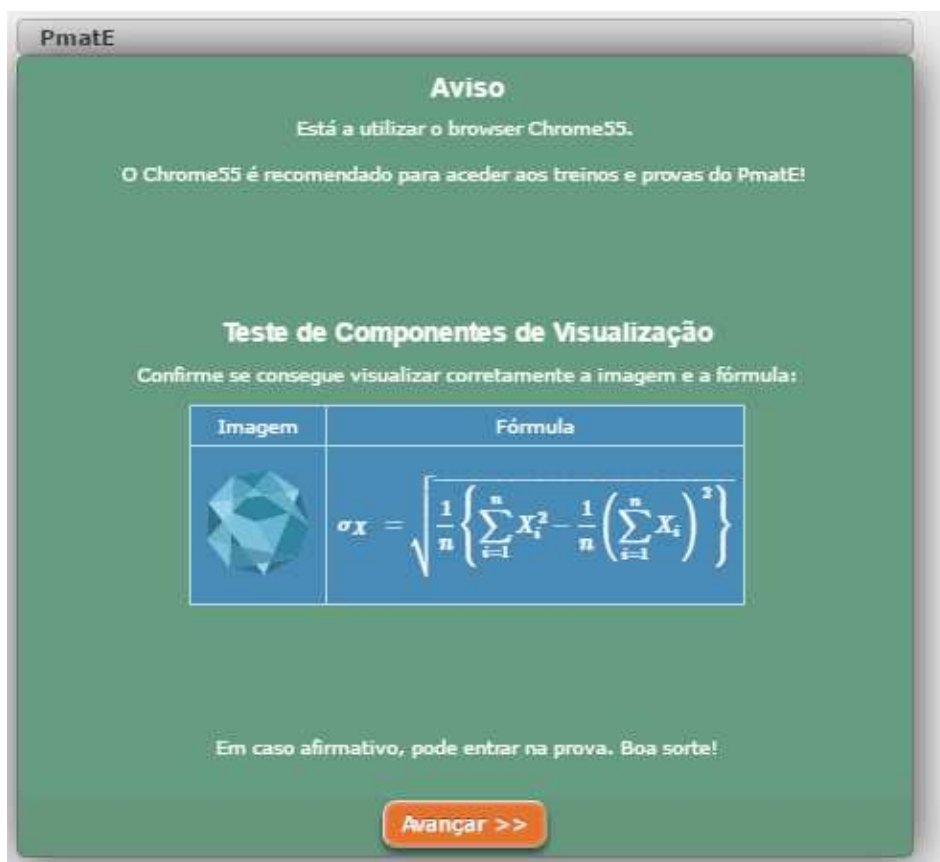 PmatE
Aviso
Está a utilizar o browser Chrome55.
O Chrome55 é recomendado para aceder aos treinos e provas do PmatE!
Teste de Componentes de Visualização
Confirme se consegue visualizar corretamente a imagem e a fórmula:
Imagem Fórmula
σX = √(1/n {∑_{i=1}^{n} X_i^2 − 1/n (∑_{i=1}^{n} X_i)^2})
Em caso afirmativo, pode entrar na prova. Boa sorte!
Avançar >>